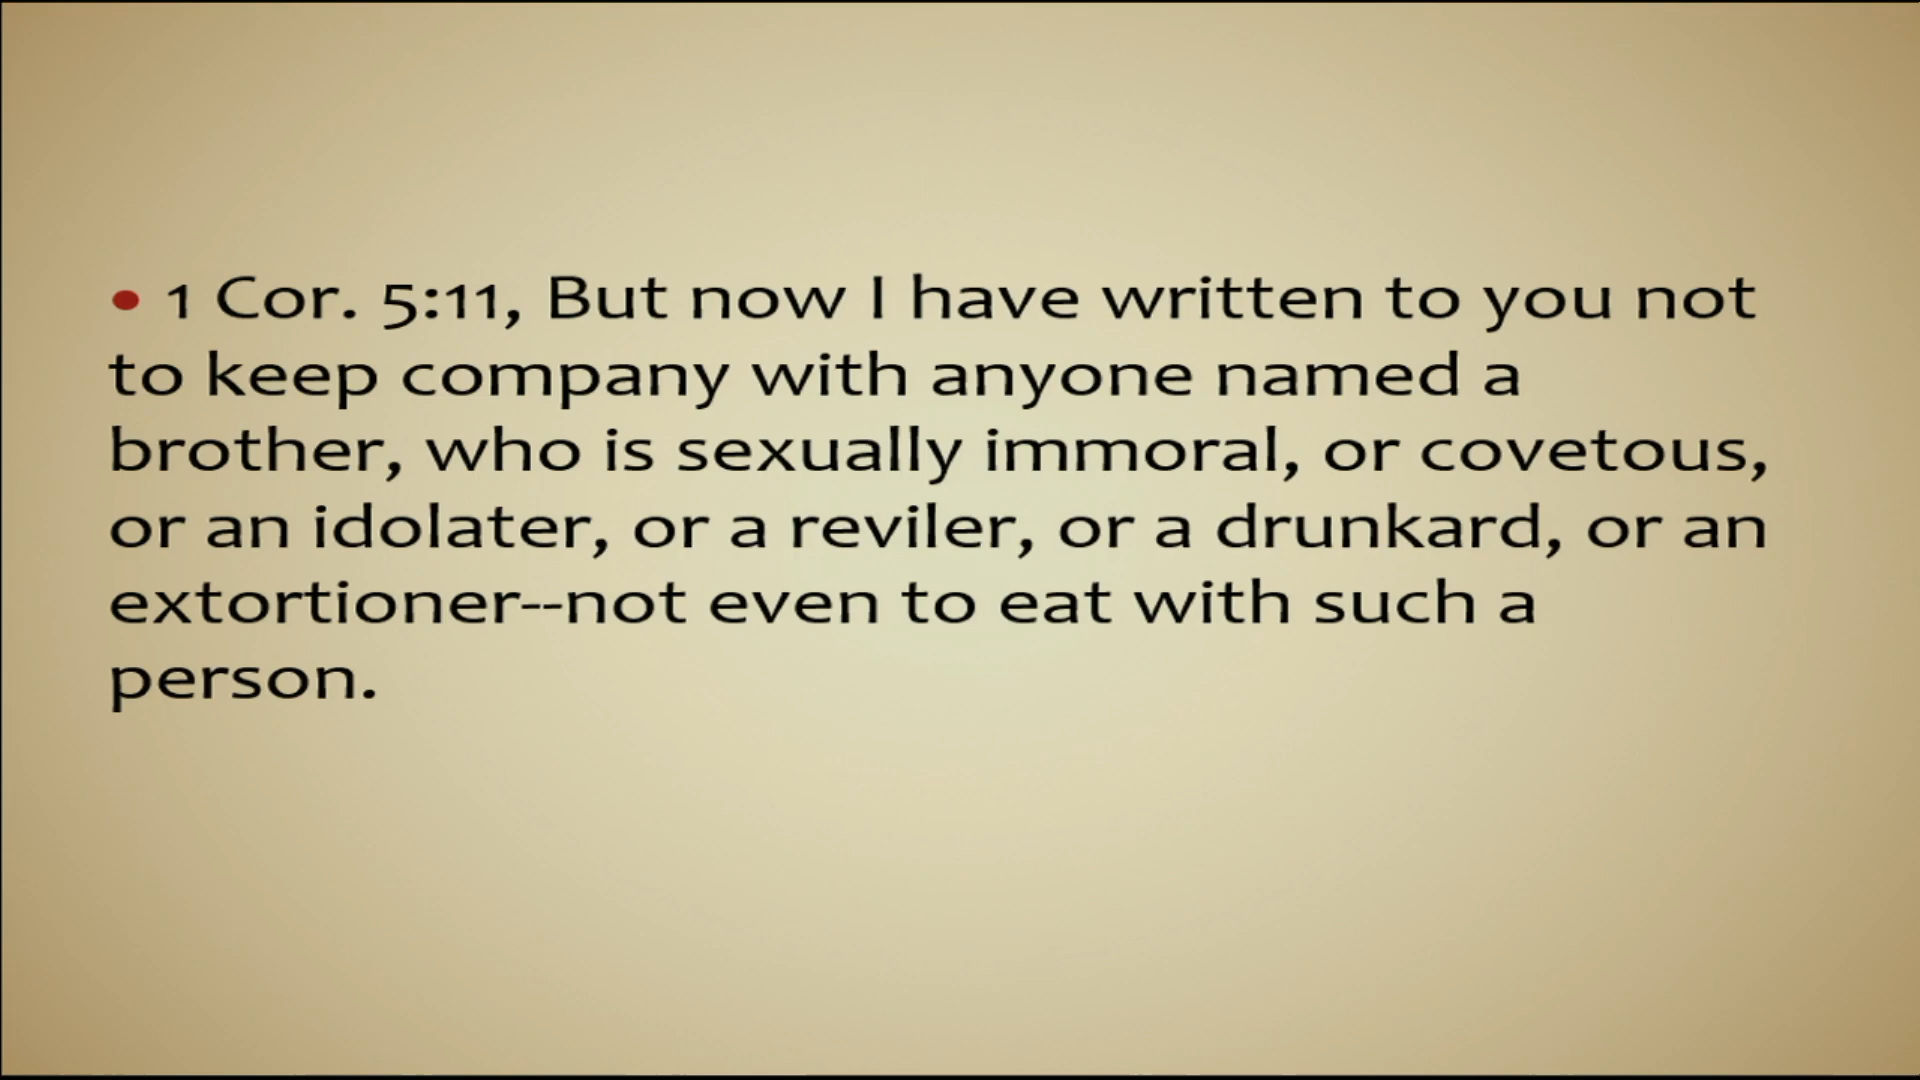 • 1 Cor. 5:11, But now I have written to you not
to keep company with anyone named a
brother, who is sexually immoral, or covetous,
or an idolater, or a reviler, or a drunkard, or an
extortioner--not even to eat with such a
person.